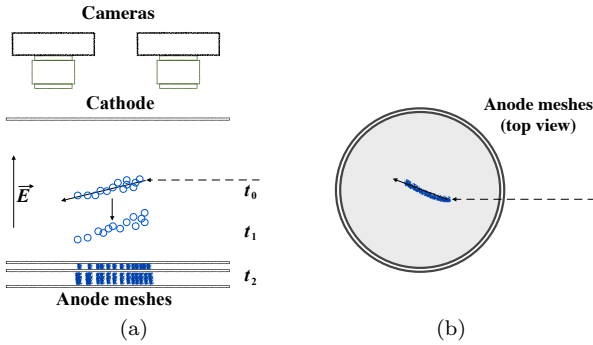 Cameras
Cathode
Anode meshes
(top view)
E
t0
t1
t2
Anode meshes
(a)
(b)